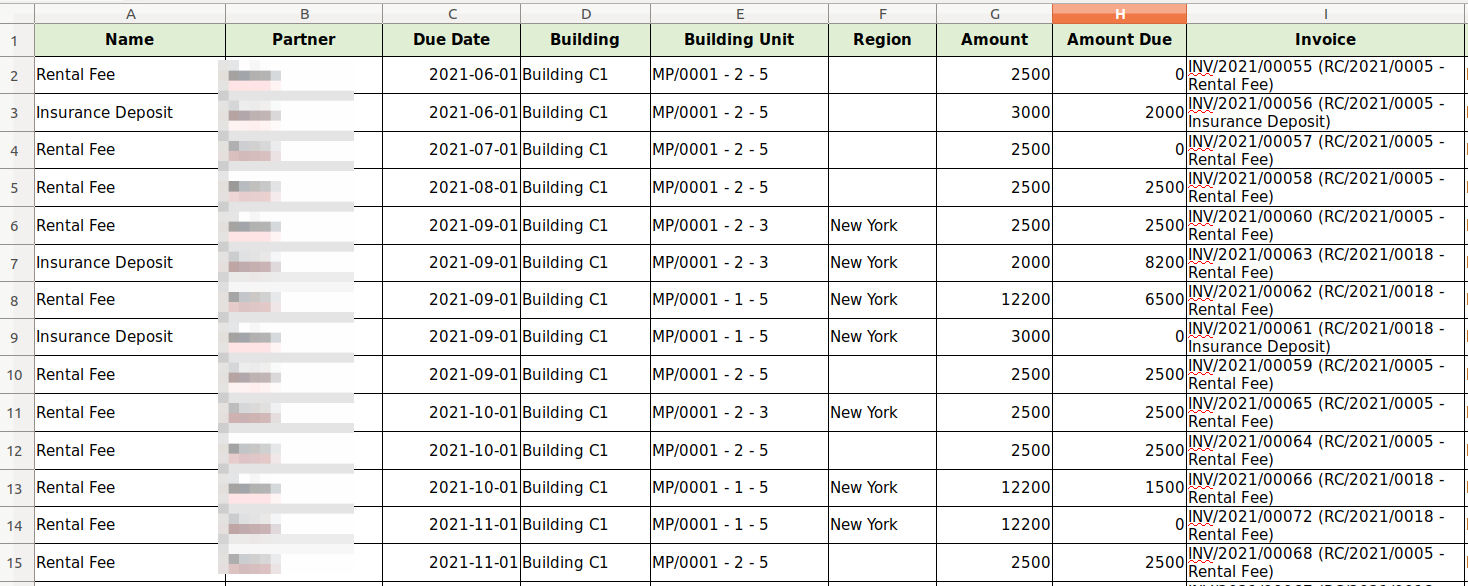 A B C D E F G H I
1 Name Partner Due Date Building Building Unit Region Amount Amount Due Invoice
2 Rental Fee 2021-06-01 Building C1 MP/0001 - 2 - 5 2500 0 INV/2021/00055 (RC/2021/0005 -
Rental Fee)
3 Insurance Deposit 2021-06-01 Building C1 MP/0001 - 2 - 5 3000 2000 INV/2021/00056 (RC/2021/0005 -
Insurance Deposit)
4 Rental Fee 2021-07-01 Building C1 MP/0001 - 2 - 5 2500 0 INV/2021/00057 (RC/2021/0005 -
Rental Fee)
5 Rental Fee 2021-08-01 Building C1 MP/0001 - 2 - 5 2500 2500 INV/2021/00058 (RC/2021/0005 -
Rental Fee)
6 Rental Fee 2021-09-01 Building C1 MP/0001 - 2 - 3 New York 2500 2500 INV/2021/00060 (RC/2021/0005 -
Rental Fee)
7 Insurance Deposit 2021-09-01 Building C1 MP/0001 - 2 - 3 New York 2000 8200 INV/2021/00063 (RC/2021/0018 -
Rental Fee)
8 Rental Fee 2021-09-01 Building C1 MP/0001 - 1 - 5 New York 12200 6500 INV/2021/00062 (RC/2021/0018 -
Rental Fee)
9 Insurance Deposit 2021-09-01 Building C1 MP/0001 - 1 - 5 New York 3000 0 INV/2021/00061 (RC/2021/0018 -
Insurance Deposit)
10 Rental Fee 2021-09-01 Building C1 MP/0001 - 2 - 5 2500 2500 INV/2021/00059 (RC/2021/0005 -
Rental Fee)
11 Rental Fee 2021-10-01 Building C1 MP/0001 - 2 - 3 New York 2500 2500 INV/2021/00065 (RC/2021/0005 -
Rental Fee)
12 Rental Fee 2021-10-01 Building C1 MP/0001 - 2 - 5 2500 2500 INV/2021/00064 (RC/2021/0005 -
Rental Fee)
13 Rental Fee 2021-10-01 Building C1 MP/0001 - 1 - 5 New York 12200 1500 INV/2021/00066 (RC/2021/0018 -
Rental Fee)
14 Rental Fee 2021-11-01 Building C1 MP/0001 - 1 - 5 New York 12200 0 INV/2021/00072 (RC/2021/0018 -
Rental Fee)
15 Rental Fee 2021-11-01 Building C1 MP/0001 - 2 - 5 2500 2500 INV/2021/00068 (RC/2021/0005 -
Rental Fee)